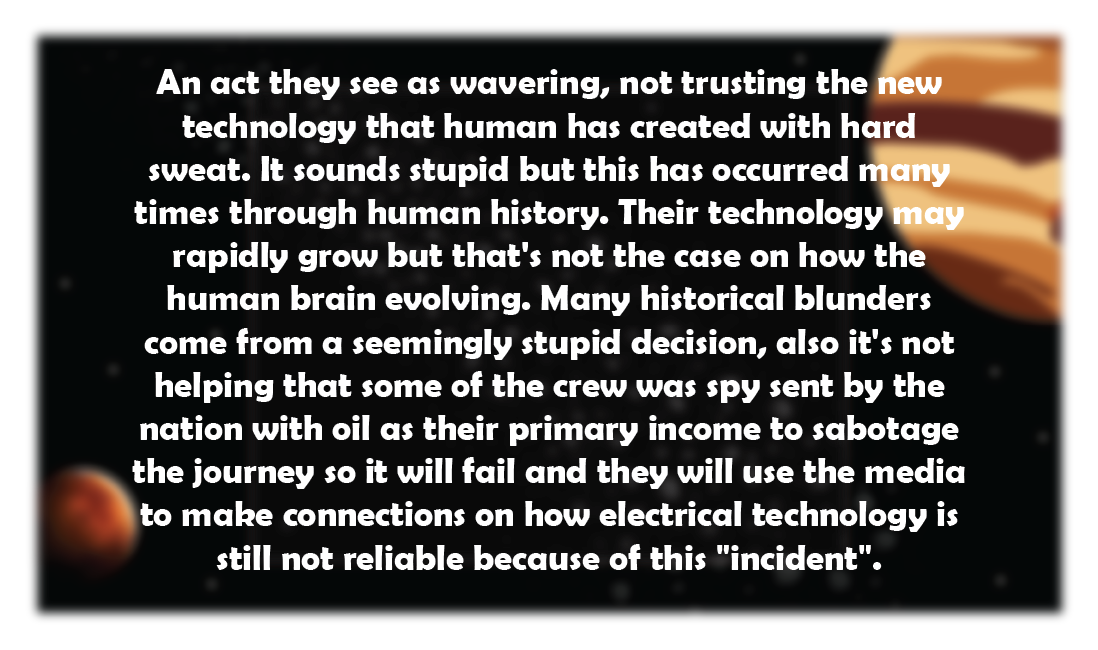 An act they see as wavering, not trusting the new
technology that human has created with hard
sweat. It sounds stupid but this has occurred many
times through human history. Their technology may
rapidly grow but that's not the case on how the
human brain evolving. Many historical blunders
come from a seemingly stupid decision, also it's not
helping that some of the crew was spy sent by the
nation with oil as their primary income to sabotage
the journey so it will fail and they will use the media
to make connections on how electrical technology is
still not reliable because of this "incident".